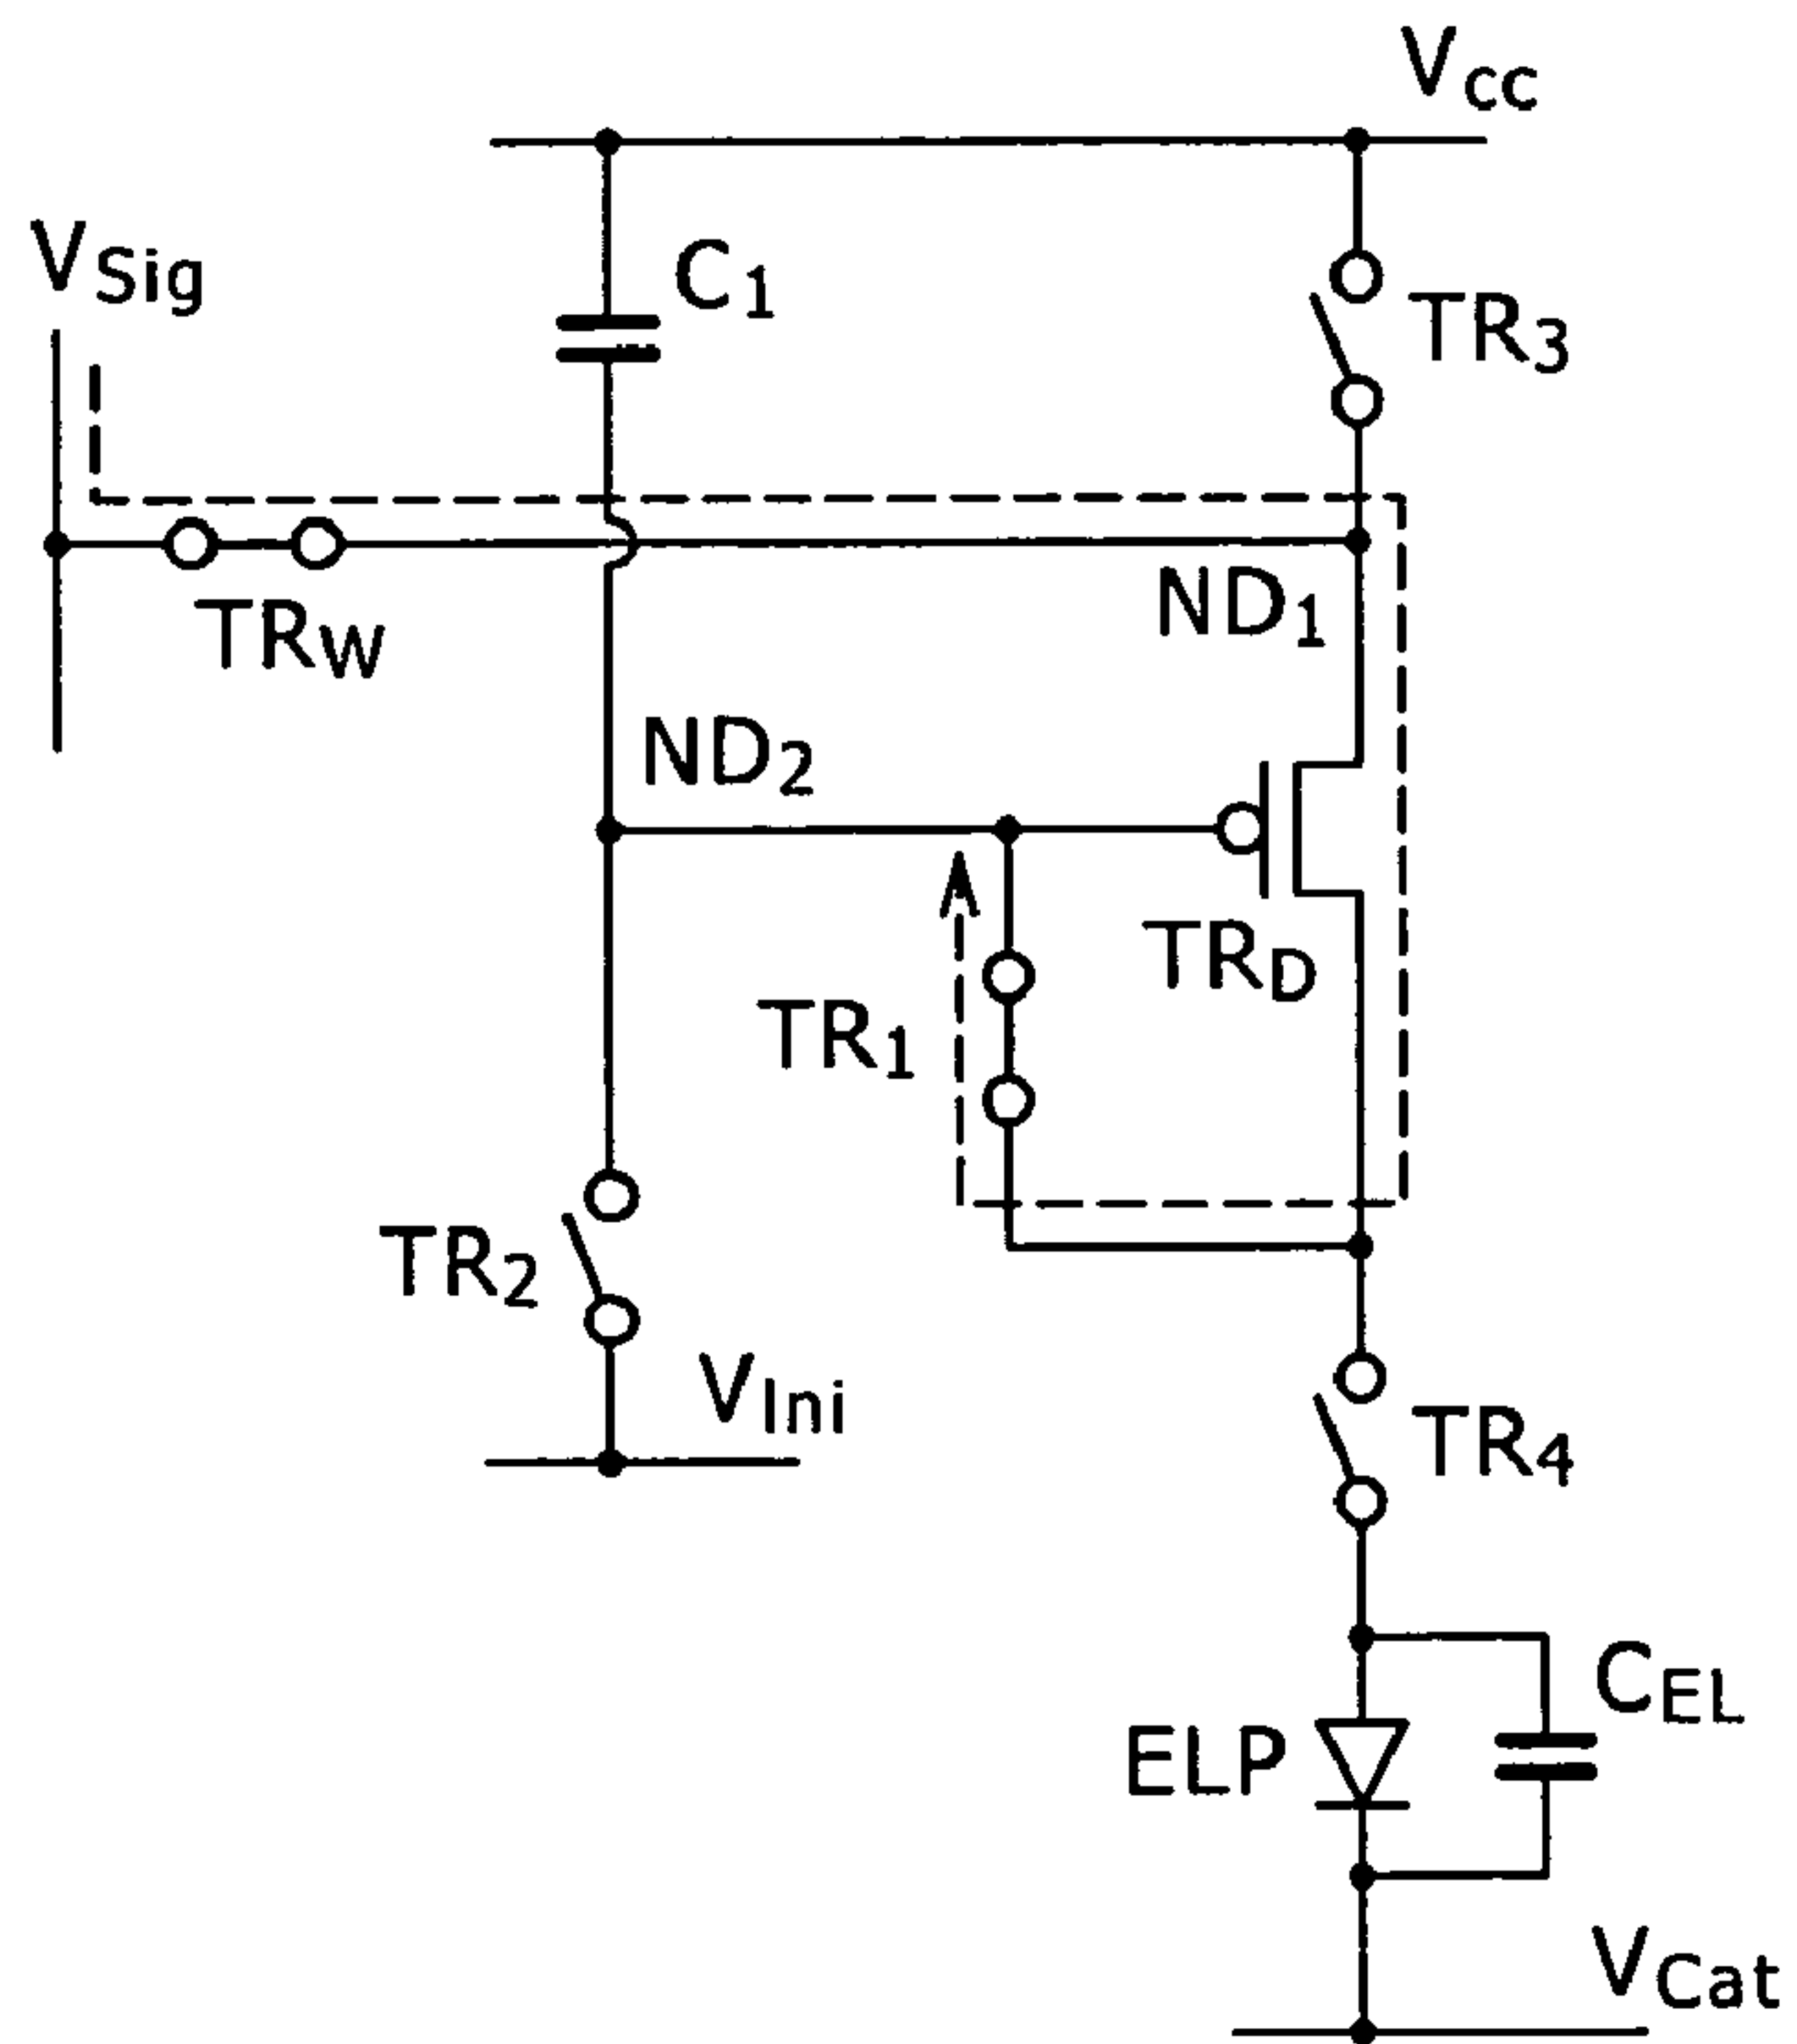 Vcc
VSig
C1
TR3
TRW
ND1
ND2
TRD
TR1
TR2
VIni
TR4
CEL
ELP
VCat